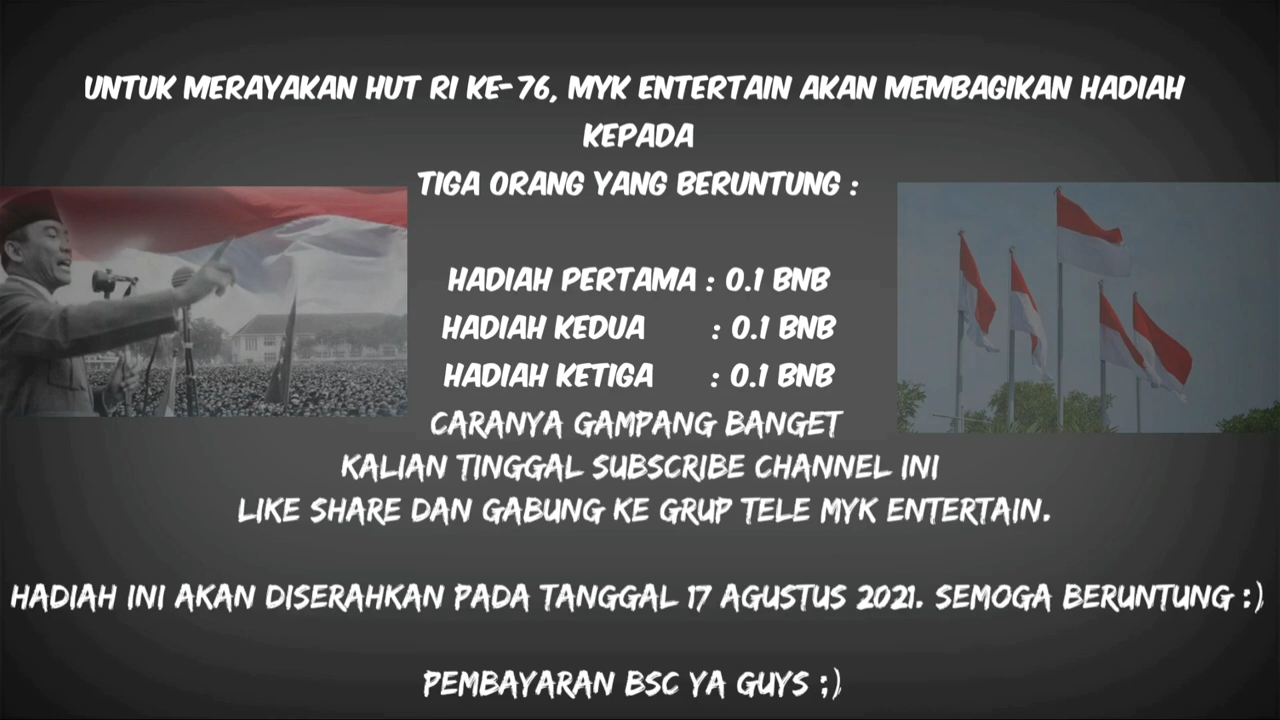 UNTUK MERAYAKAN HUT RI KE-76, MYK ENTERTAIN AKAN MEMBAGIKAN HADIAH
KEPADA
TIGA ORANG YANG BERUNTUNG :
HADIAH PERTAMA : 0.1 BNB
HADIAH KEDUA : 0.1 BNB
HADIAH KETIGA : 0.1 BNB
CARANYA GAMPANG BANGET
KALIAN TINGGAL SUBSCRIBE CHANNEL INI
LIKE SHARE DAN GABUNG KE GRUP TELE MYK ENTERTAIN.
HADIAH INI AKAN DISERAHKAN PADA TANGGAL 17 AGUSTUS 2021. SEMOGA BERUNTUNG :)
PEMBAYARAN BSC YA GUYS ;)